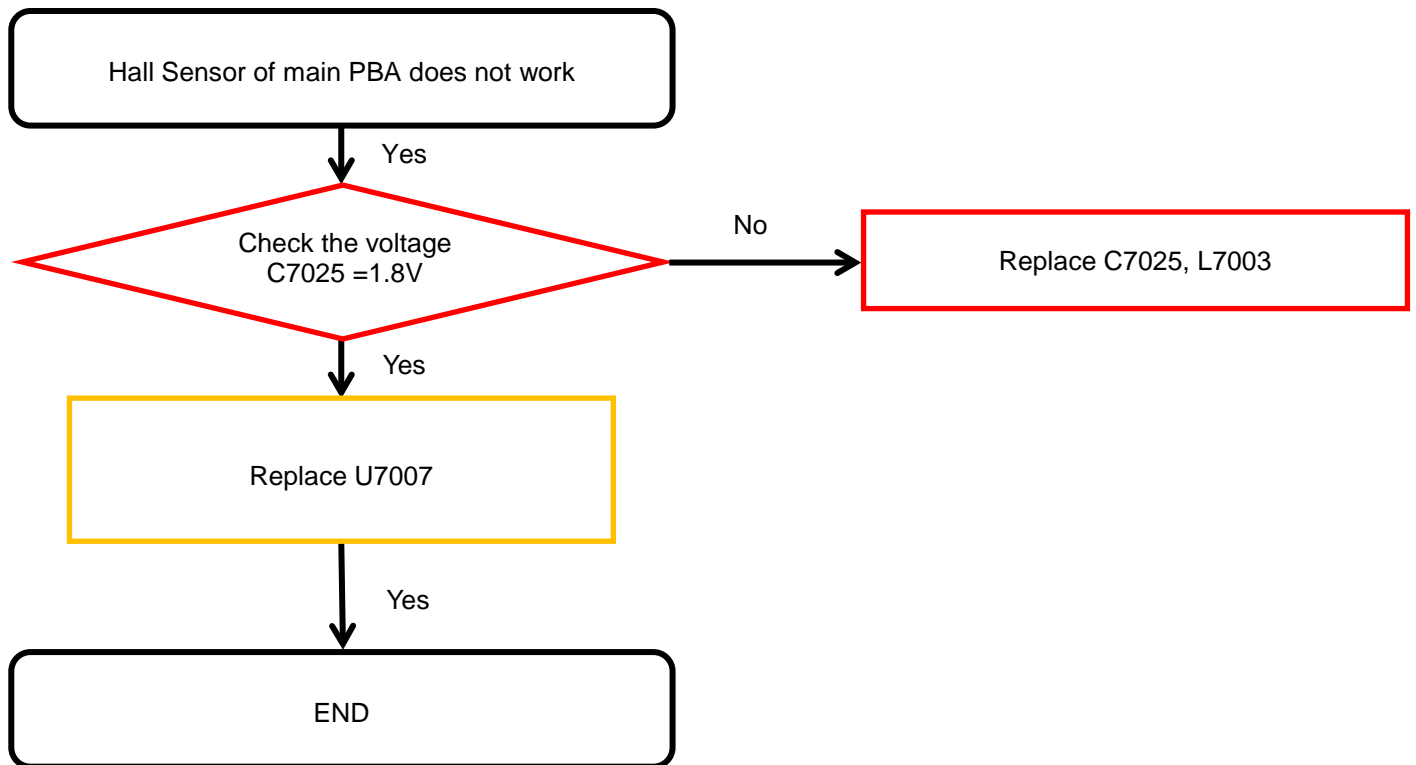 Hall Sensor of main PBA does not work
Yes
Check the voltage
C7025 =1.8V
No
Replace C7025, L7003
Yes
Replace U7007
Yes
END